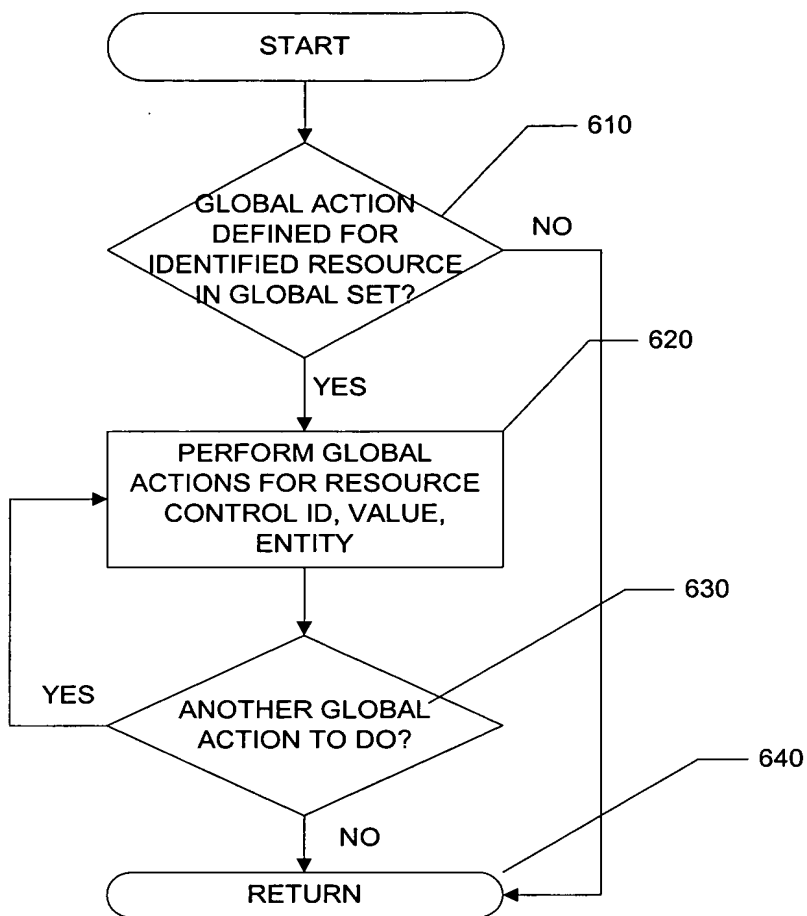 START
610
GLOBAL ACTION
DEFINED FOR
IDENTIFIED RESOURCE
IN GLOBAL SET?
NO
620
YES
PERFORM GLOBAL
ACTIONS FOR RESOURCE
CONTROL ID, VALUE,
ENTITY
630
YES
ANOTHER GLOBAL
ACTION TO DO?
640
NO
RETURN